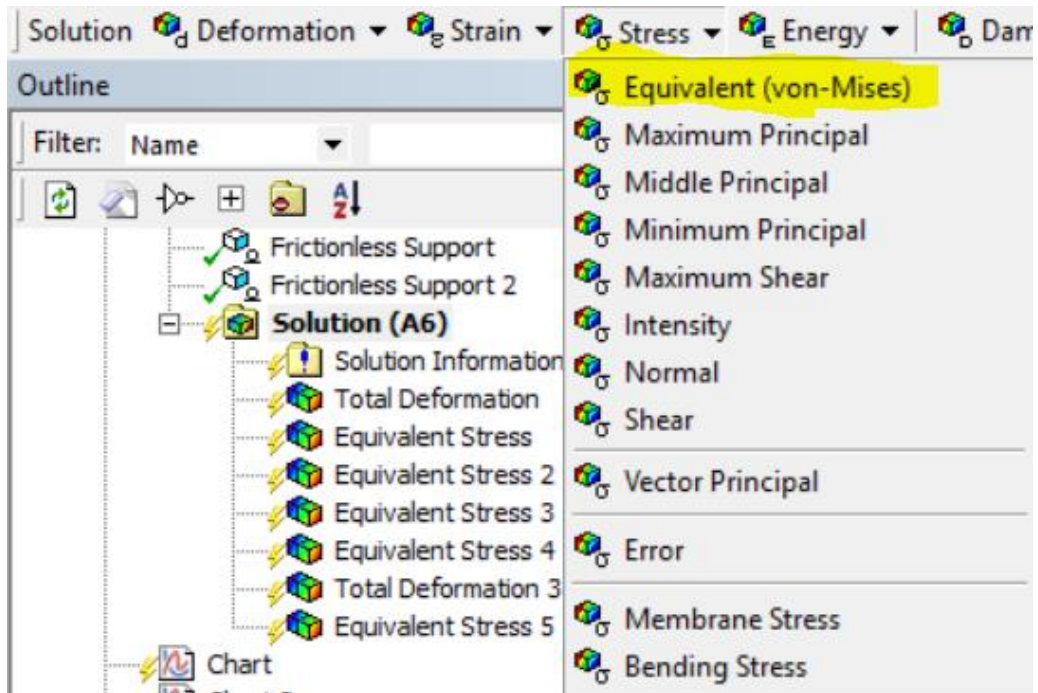 Solution Deformation Strain Stress Energy Dam
Outline
Filter: Name
Frictionless Support
Frictionless Support 2
Solution (A6)
Solution Information
Total Deformation
Equivalent Stress
Equivalent Stress 2
Equivalent Stress 3
Equivalent Stress 4
Total Deformation 3
Equivalent Stress 5
Chart
Equivalent (von-Mises)
Maximum Principal
Middle Principal
Minimum Principal
Maximum Shear
Intensity
Normal
Shear
Vector Principal
Error
Membrane Stress
Bending Stress